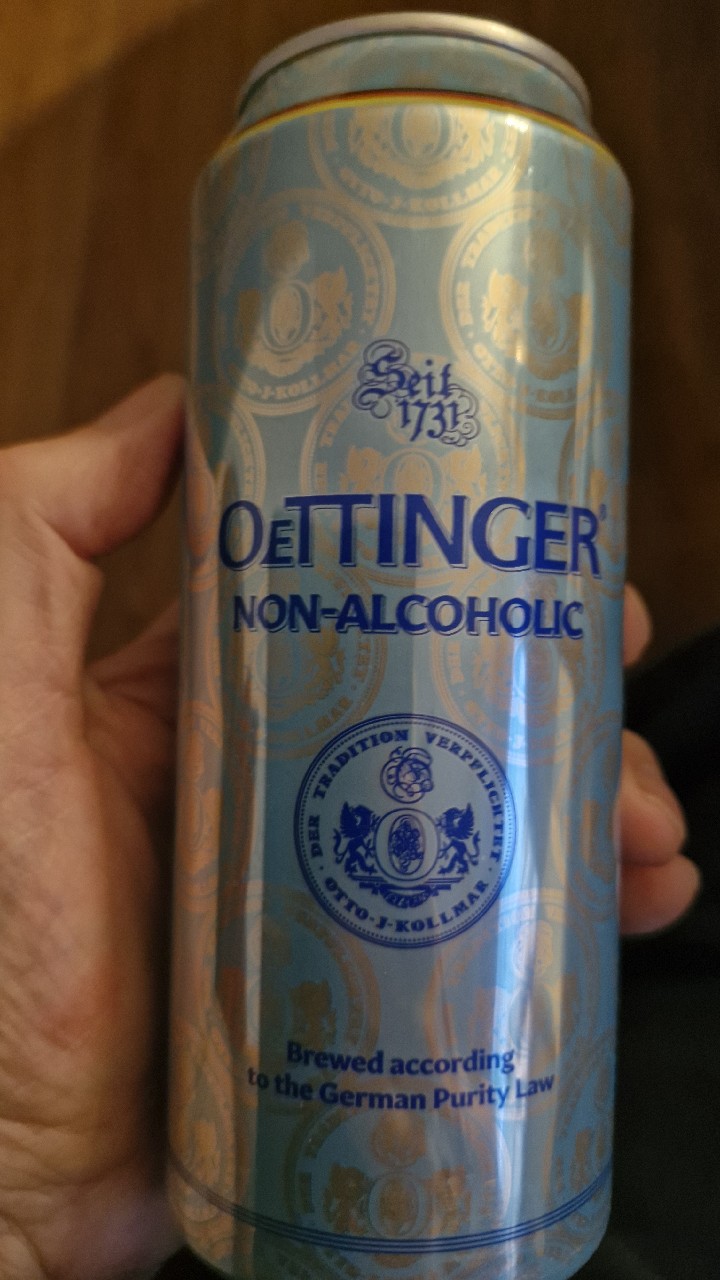 Seit
1731
OETTINGER®
NON-ALCOHOLIC
DER TRADITION VERPFLICHTET · OTTO·J·KOLLMAR ·
Brewed according
to the German Purity Law